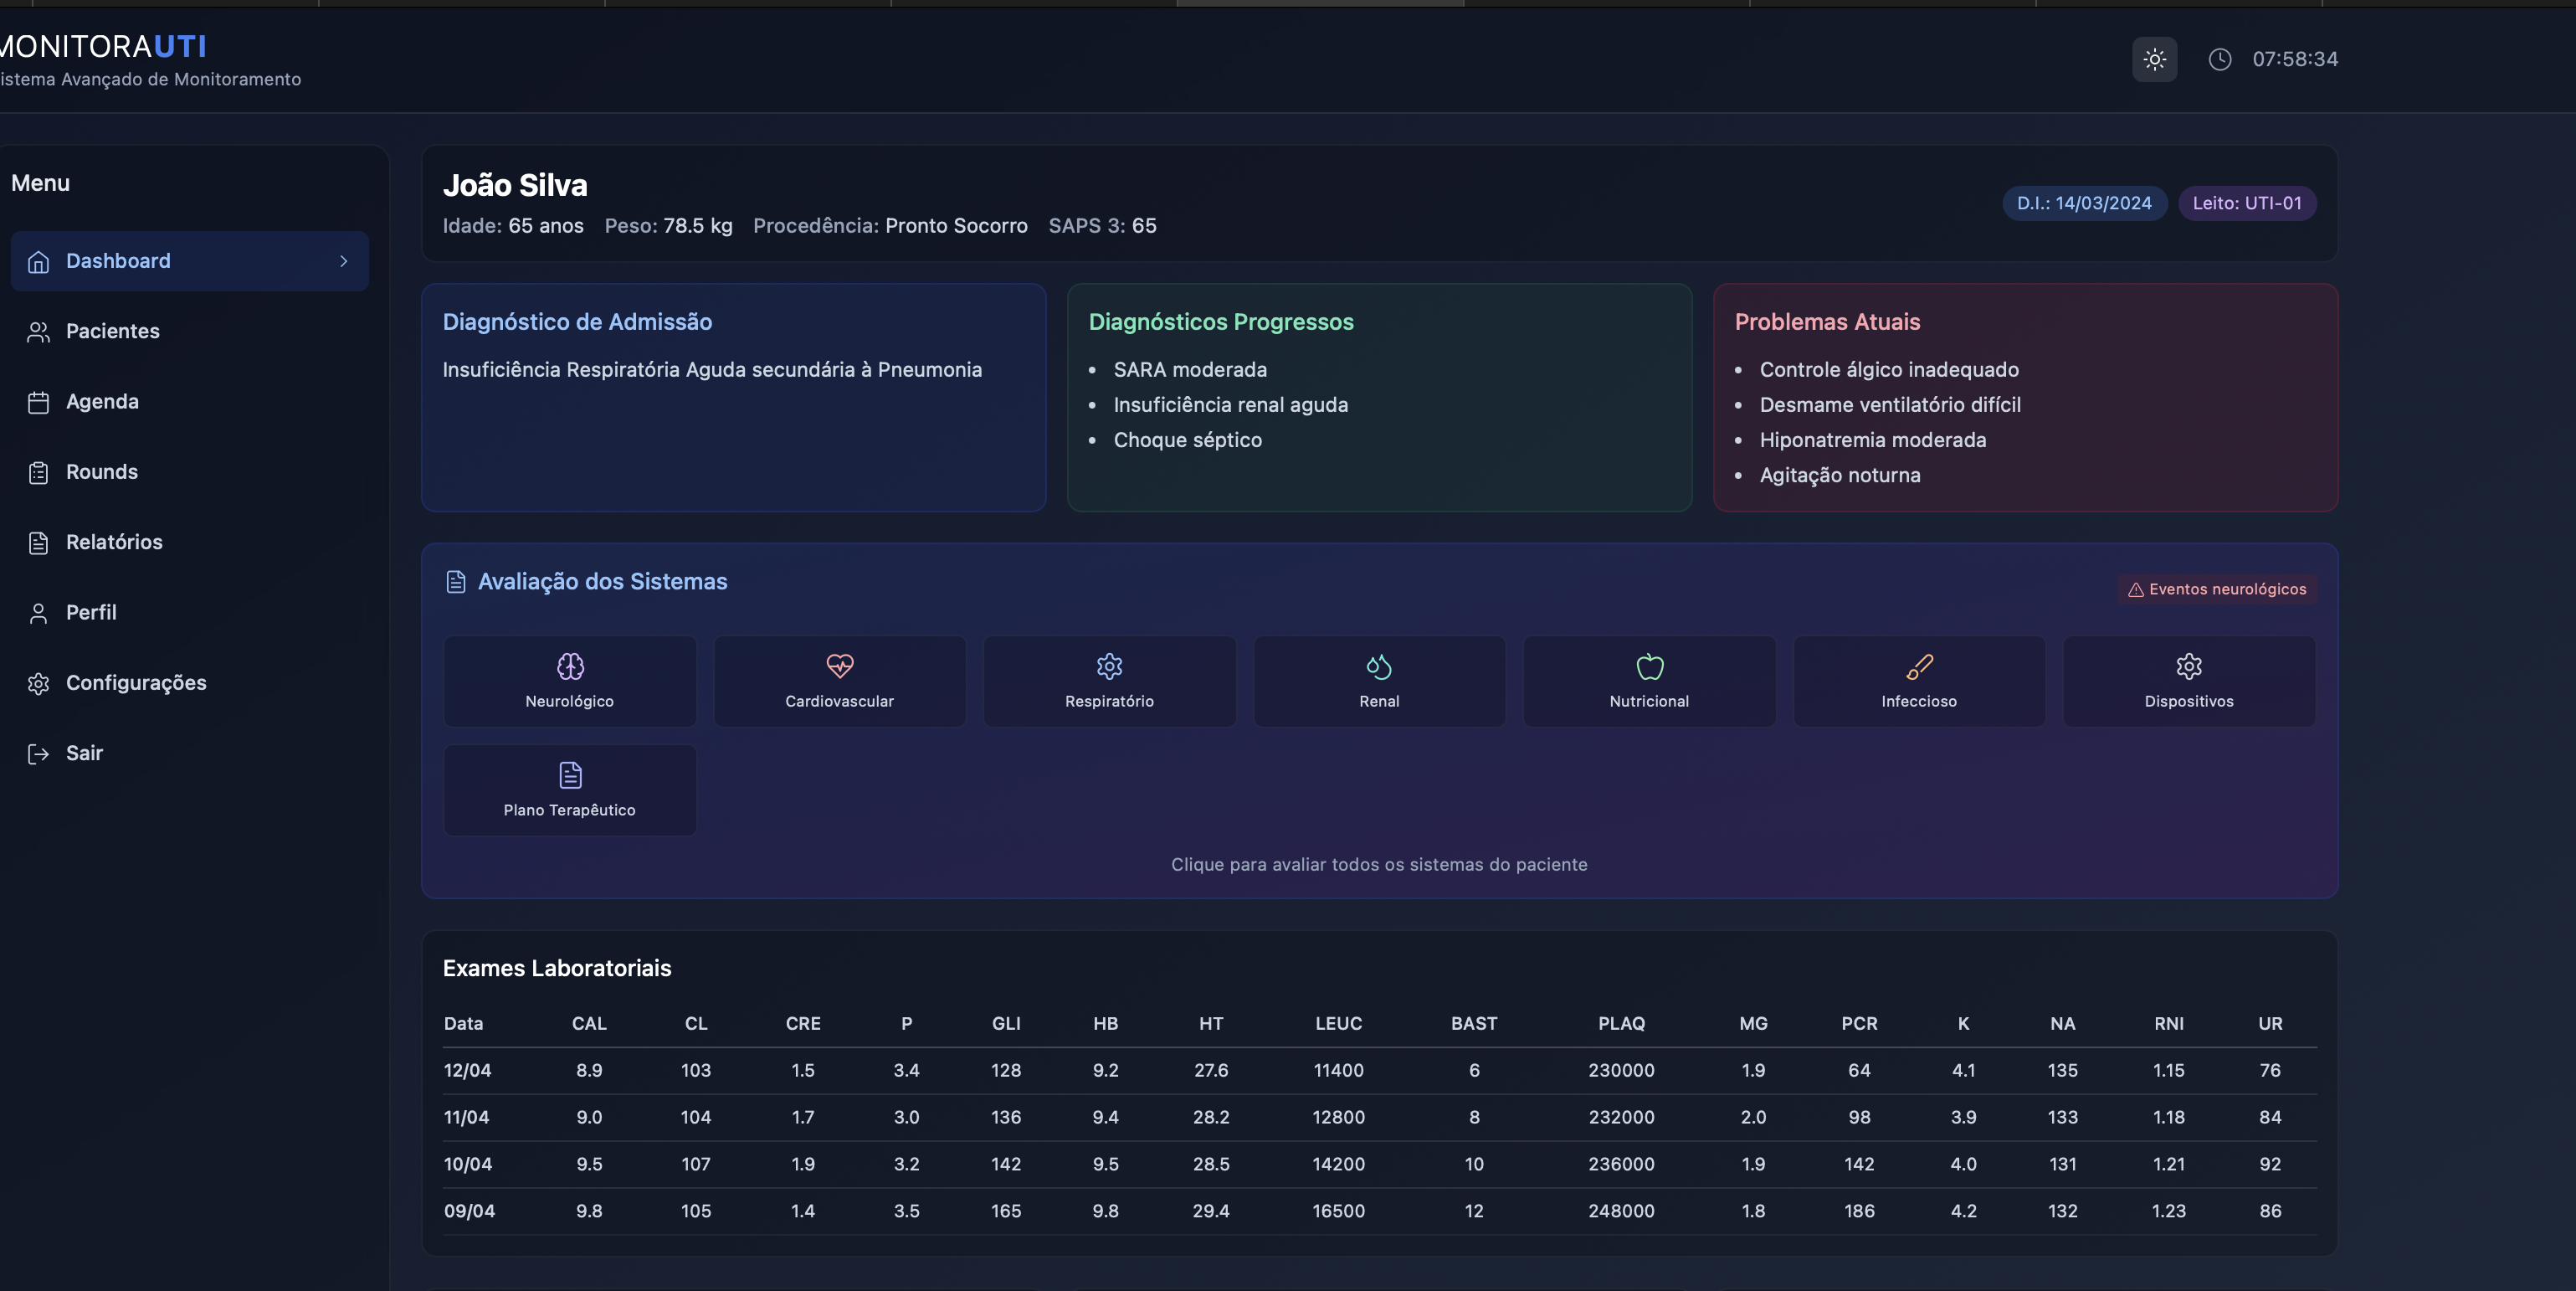 MONITORAUTI
istema Avançado de Monitoramento
07:58:34
Menu
Dashboard
Pacientes
Agenda
Rounds
Relatórios
Perfil
Configurações
Sair
João Silva
Idade: 65 anos Peso: 78.5 kg Procedência: Pronto Socorro SAPS 3: 65
D.I.: 14/03/2024
Leito: UTI-01
Diagnóstico de Admissão
Insuficiência Respiratória Aguda secundária à Pneumonia
Diagnósticos Progressos
• SARA moderada
• Insuficiência renal aguda
• Choque séptico
Problemas Atuais
• Controle álgico inadequado
• Desmame ventilatório difícil
• Hiponatremia moderada
• Agitação noturna
Avaliação dos Sistemas
Eventos neurológicos
Neurológico
Cardiovascular
Respiratório
Renal
Nutricional
Infeccioso
Dispositivos
Plano Terapêutico
Clique para avaliar todos os sistemas do paciente
Exames Laboratoriais
Data CAL CL CRE P GLI HB HT LEUC BAST PLAQ MG PCR K NA RNI UR
12/04 8.9 103 1.5 3.4 128 9.2 27.6 11400 6 230000 1.9 64 4.1 135 1.15 76
11/04 9.0 104 1.7 3.0 136 9.4 28.2 12800 8 232000 2.0 98 3.9 133 1.18 84
10/04 9.5 107 1.9 3.2 142 9.5 28.5 14200 10 236000 1.9 142 4.0 131 1.21 92
09/04 9.8 105 1.4 3.5 165 9.8 29.4 16500 12 248000 1.8 186 4.2 132 1.23 86